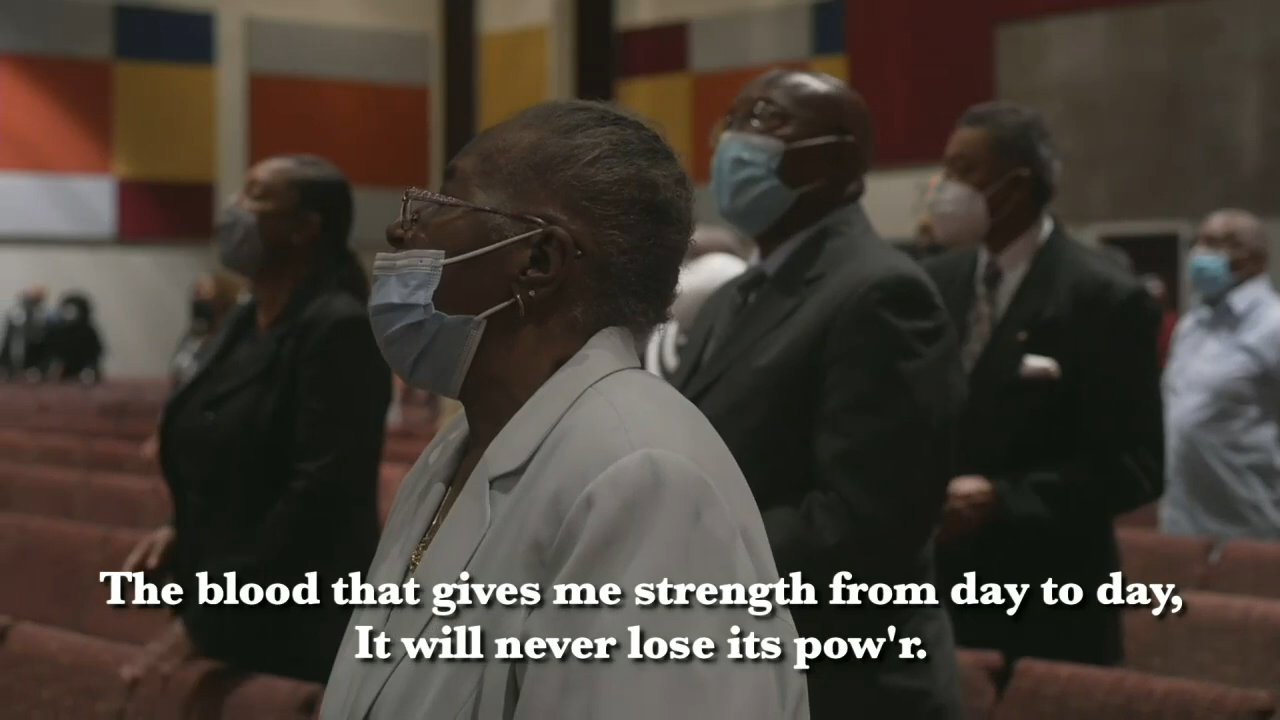 The blood that gives me strength from day to day,
It will never lose its pow'r.